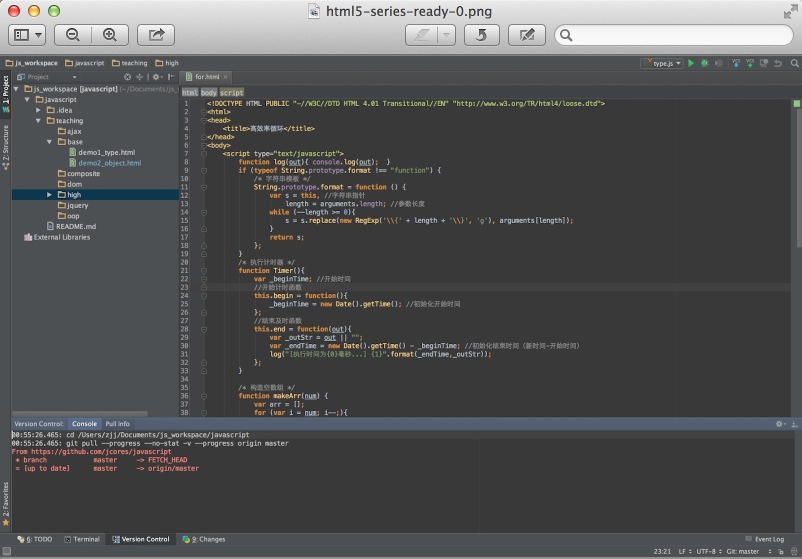 html5-series-ready-0.png
js_workspace javascript teaching high
type.js
Project
for.html
1: Project
Z: Structure
2: Favorites
js_workspace [javascript] (~/Documents/js_
javascript
.idea
teaching
ajax
base
demo1_type.html
demo2_object.html
composite
dom
high
jquery
oop
README.md
External Libraries
html body script
1 <!DOCTYPE HTML PUBLIC "-//W3C//DTD HTML 4.01 Transitional//EN" "http://www.w3.org/TR/html4/loose.dtd">
2 <html>
3 <head>
4 <title>高效率循环</title>
5 </head>
6 <body>
7 <script type="text/javascript">
8 function log(out){ console.log(out); }
9 if (typeof String.prototype.format !== "function") {
10 /* 字符串模板 */
11 String.prototype.format = function () {
12 var s = this, //字符串指针
13 length = arguments.length; //参数长度
14 while (--length >= 0){
15 s = s.replace(new RegExp('\\{' + length + '\\}', 'g'), arguments[length]);
16 }
17 return s;
18 };
19 }
20 /* 执行计时器 */
21 function Timer(){
22 var _beginTime; //开始时间
23 //开始计时函数
24 this.begin = function(){
25 _beginTime = new Date().getTime(); //初始化开始时间
26 };
27 //结束及时函数
28 this.end = function(out){
29 var _outStr = out || "";
30 var _endTime = new Date().getTime() - _beginTime; //初始化结束时间（新时间-开始时间）
31 log("[执行时间为{0}毫秒...] {1}".format(_endTime,_outStr));
32 };
33 }
34
35 /* 构造空数组 */
36 function makeArr(num) {
37 var arr = [];
38 for (var i = num; i--;){
Version Control: Console Pull Info
00:55:26.465: cd /Users/zjj/Documents/js_workspace/javascript
00:55:26.465: git pull --progress --no-stat -v --progress origin master
From https://github.com/jcores/javascript
* branch master -> FETCH_HEAD
= [up to date] master -> origin/master
6: TODO Terminal Version Control 9: Changes Event Log
23:21 LF UTF-8 Git: master